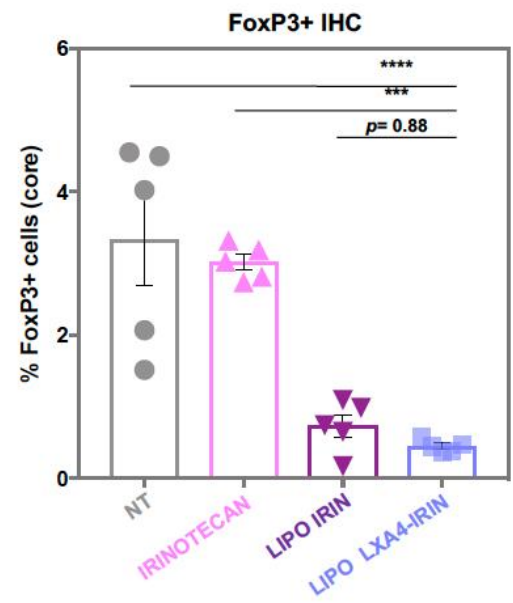 FoxP3+ IHC
6
****
***
p= 0.88
4
2
0
% FoxP3+ cells (core)
NT
IRINOTECAN
LIPO IRIN
LIPO LXA4-IRIN